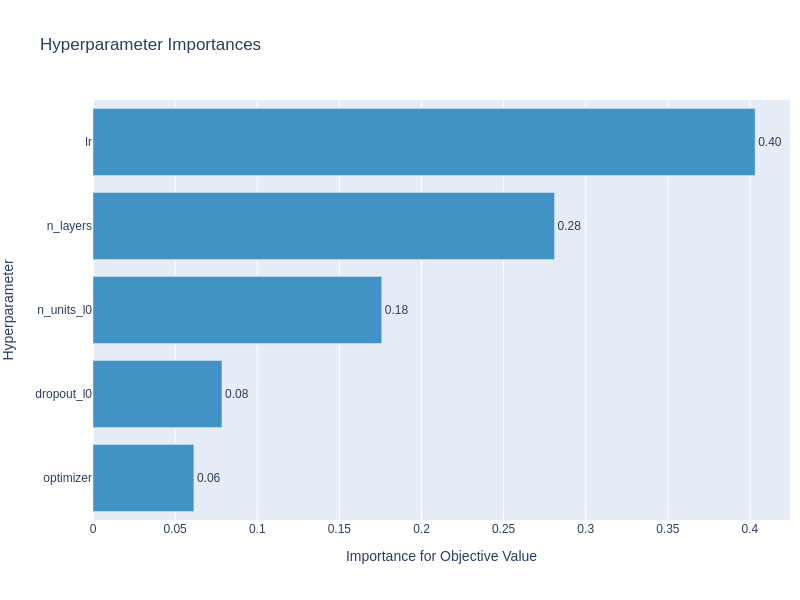 Hyperparameter Importances
Hyperparameter
lr
0.40
n_layers
0.28
n_units_l0
0.18
dropout_l0
0.08
optimizer
0.06
0 0.05 0.1 0.15 0.2 0.25 0.3 0.35 0.4
Importance for Objective Value